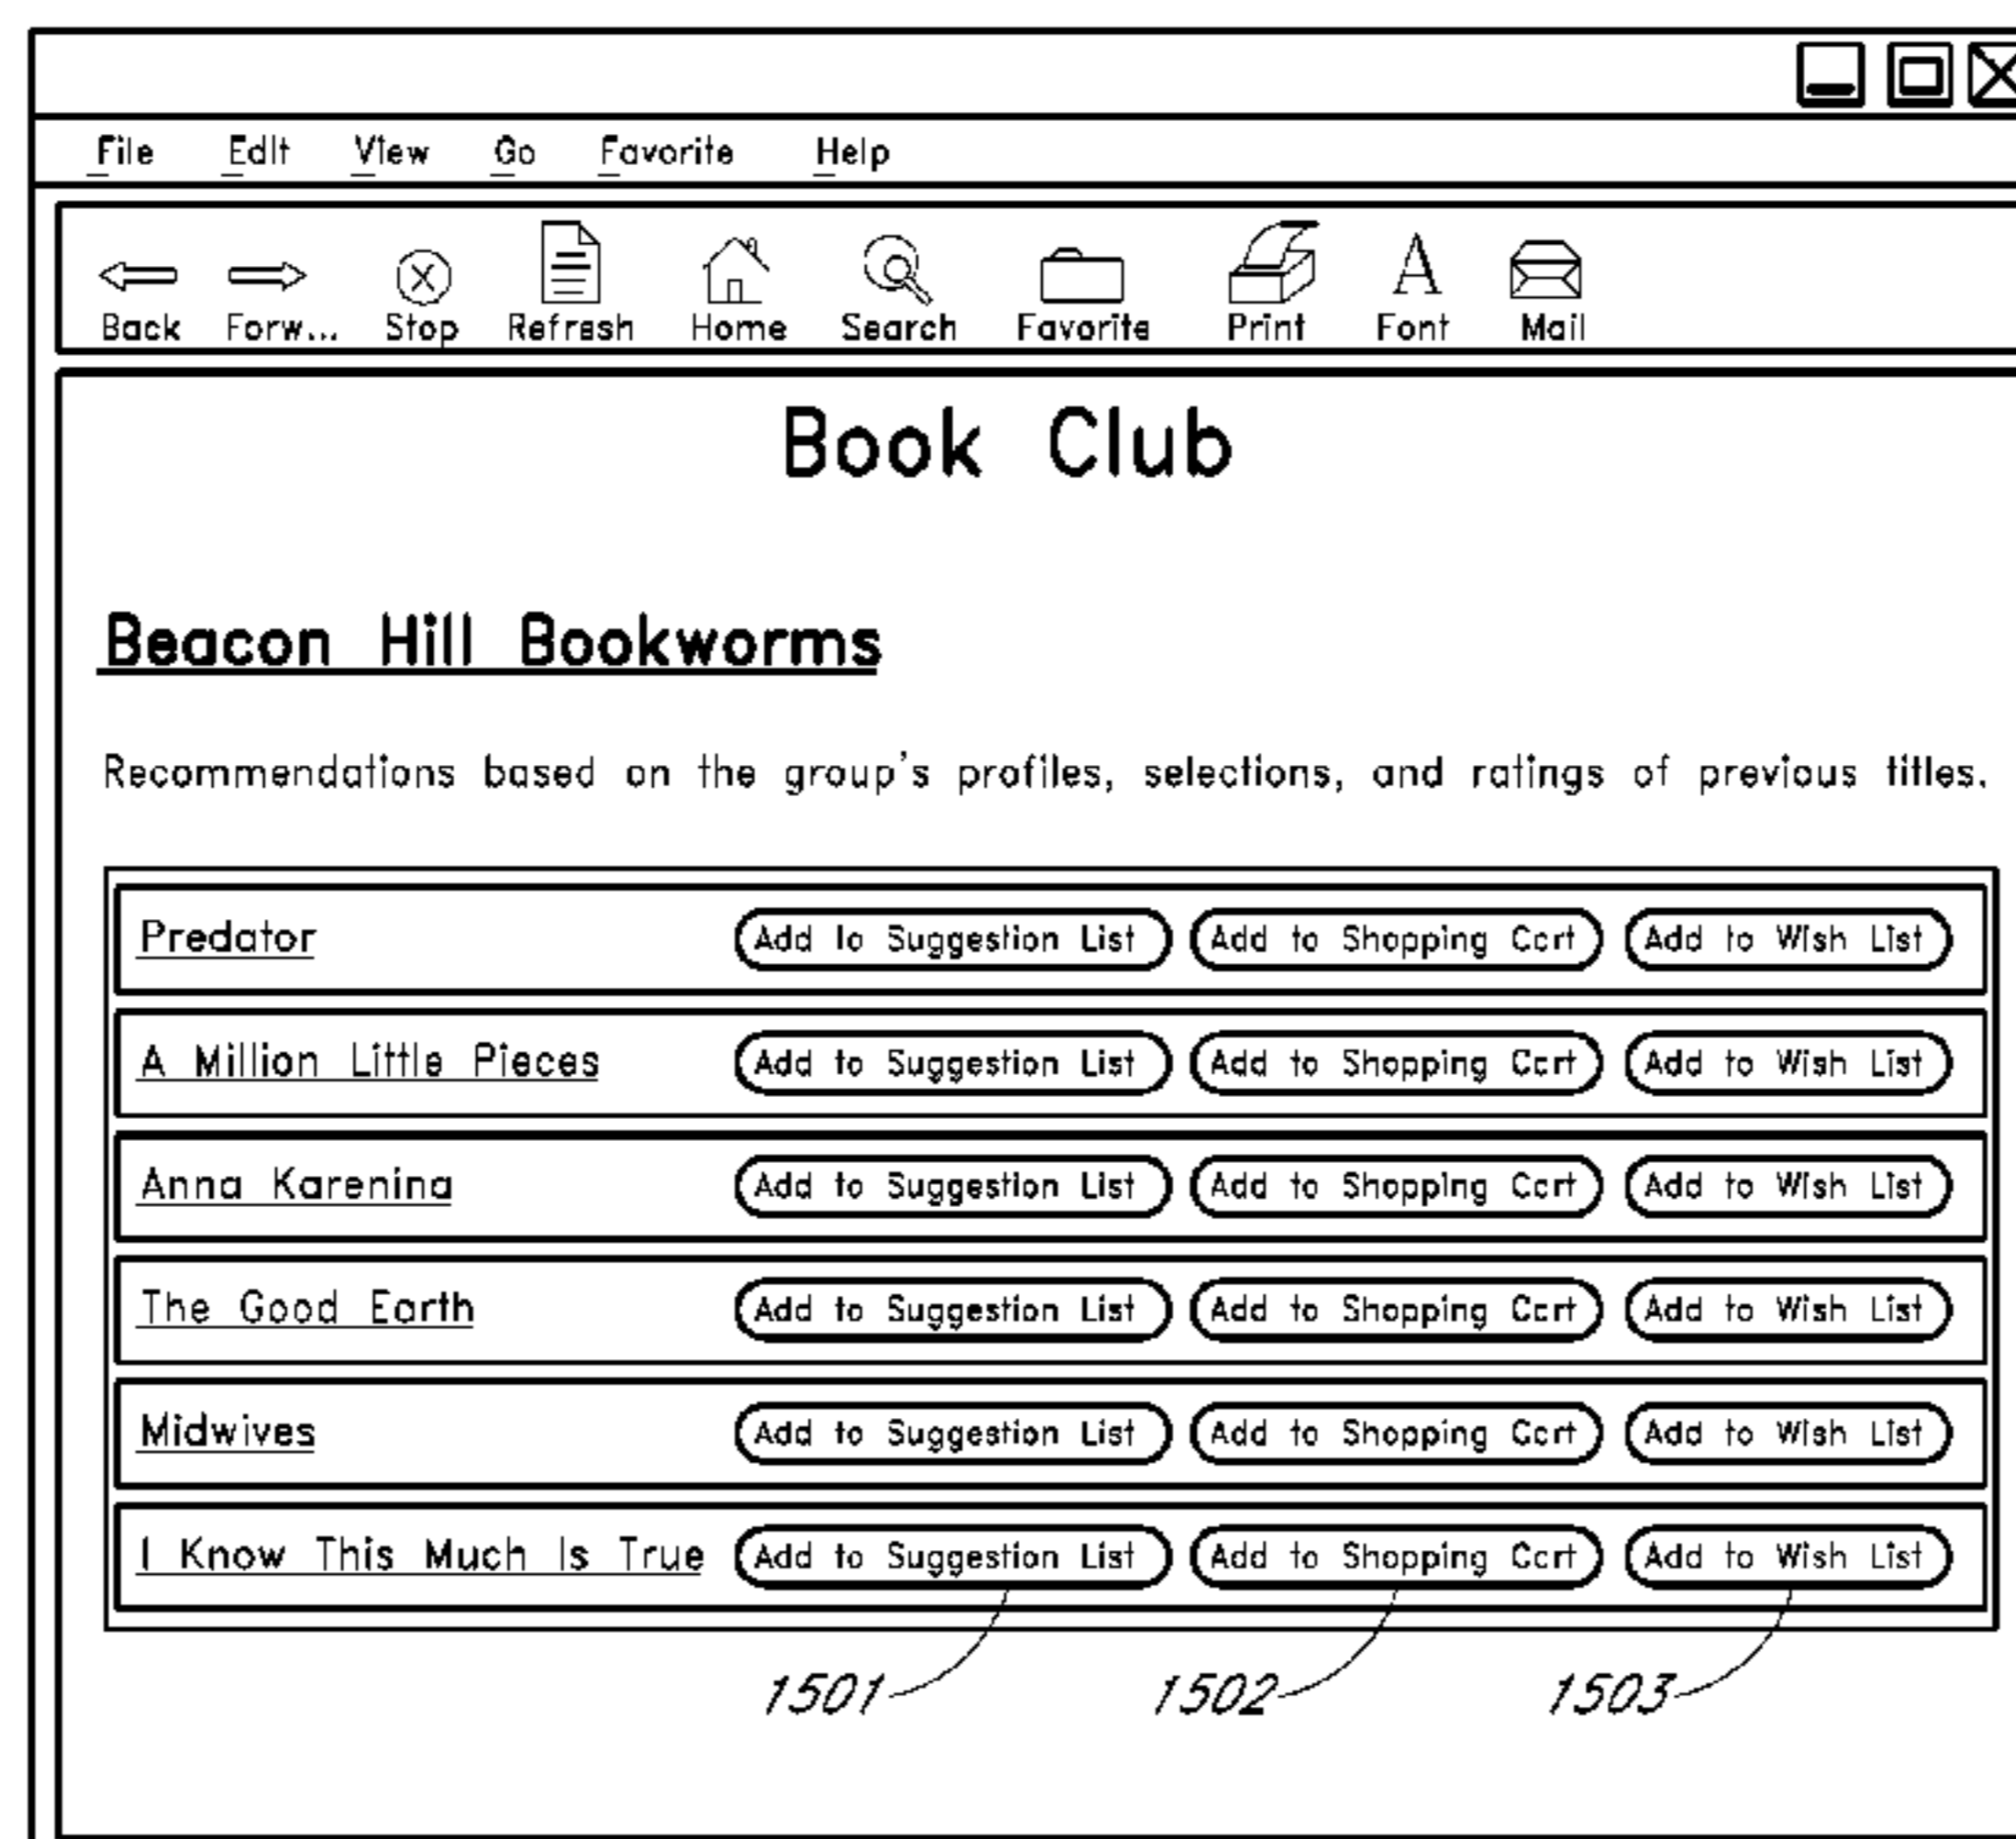 File Edit View Go Favorite Help
Back Forw... Stop Refresh Home Search Favorite Print Font Mail
Book Club
Beacon Hill Bookworms
Recommendations based on the group's profiles, selections, and ratings of previous titles.
Predator Add to Suggestion List Add to Shopping Cart Add to Wish List
A Million Little Pieces Add to Suggestion List Add to Shopping Cart Add to Wish List
Anna Karenina Add to Suggestion List Add to Shopping Cart Add to Wish List
The Good Earth Add to Suggestion List Add to Shopping Cart Add to Wish List
Midwives Add to Suggestion List Add to Shopping Cart Add to Wish List
I Know This Much Is True Add to Suggestion List Add to Shopping Cart Add to Wish List
1501 1502 1503